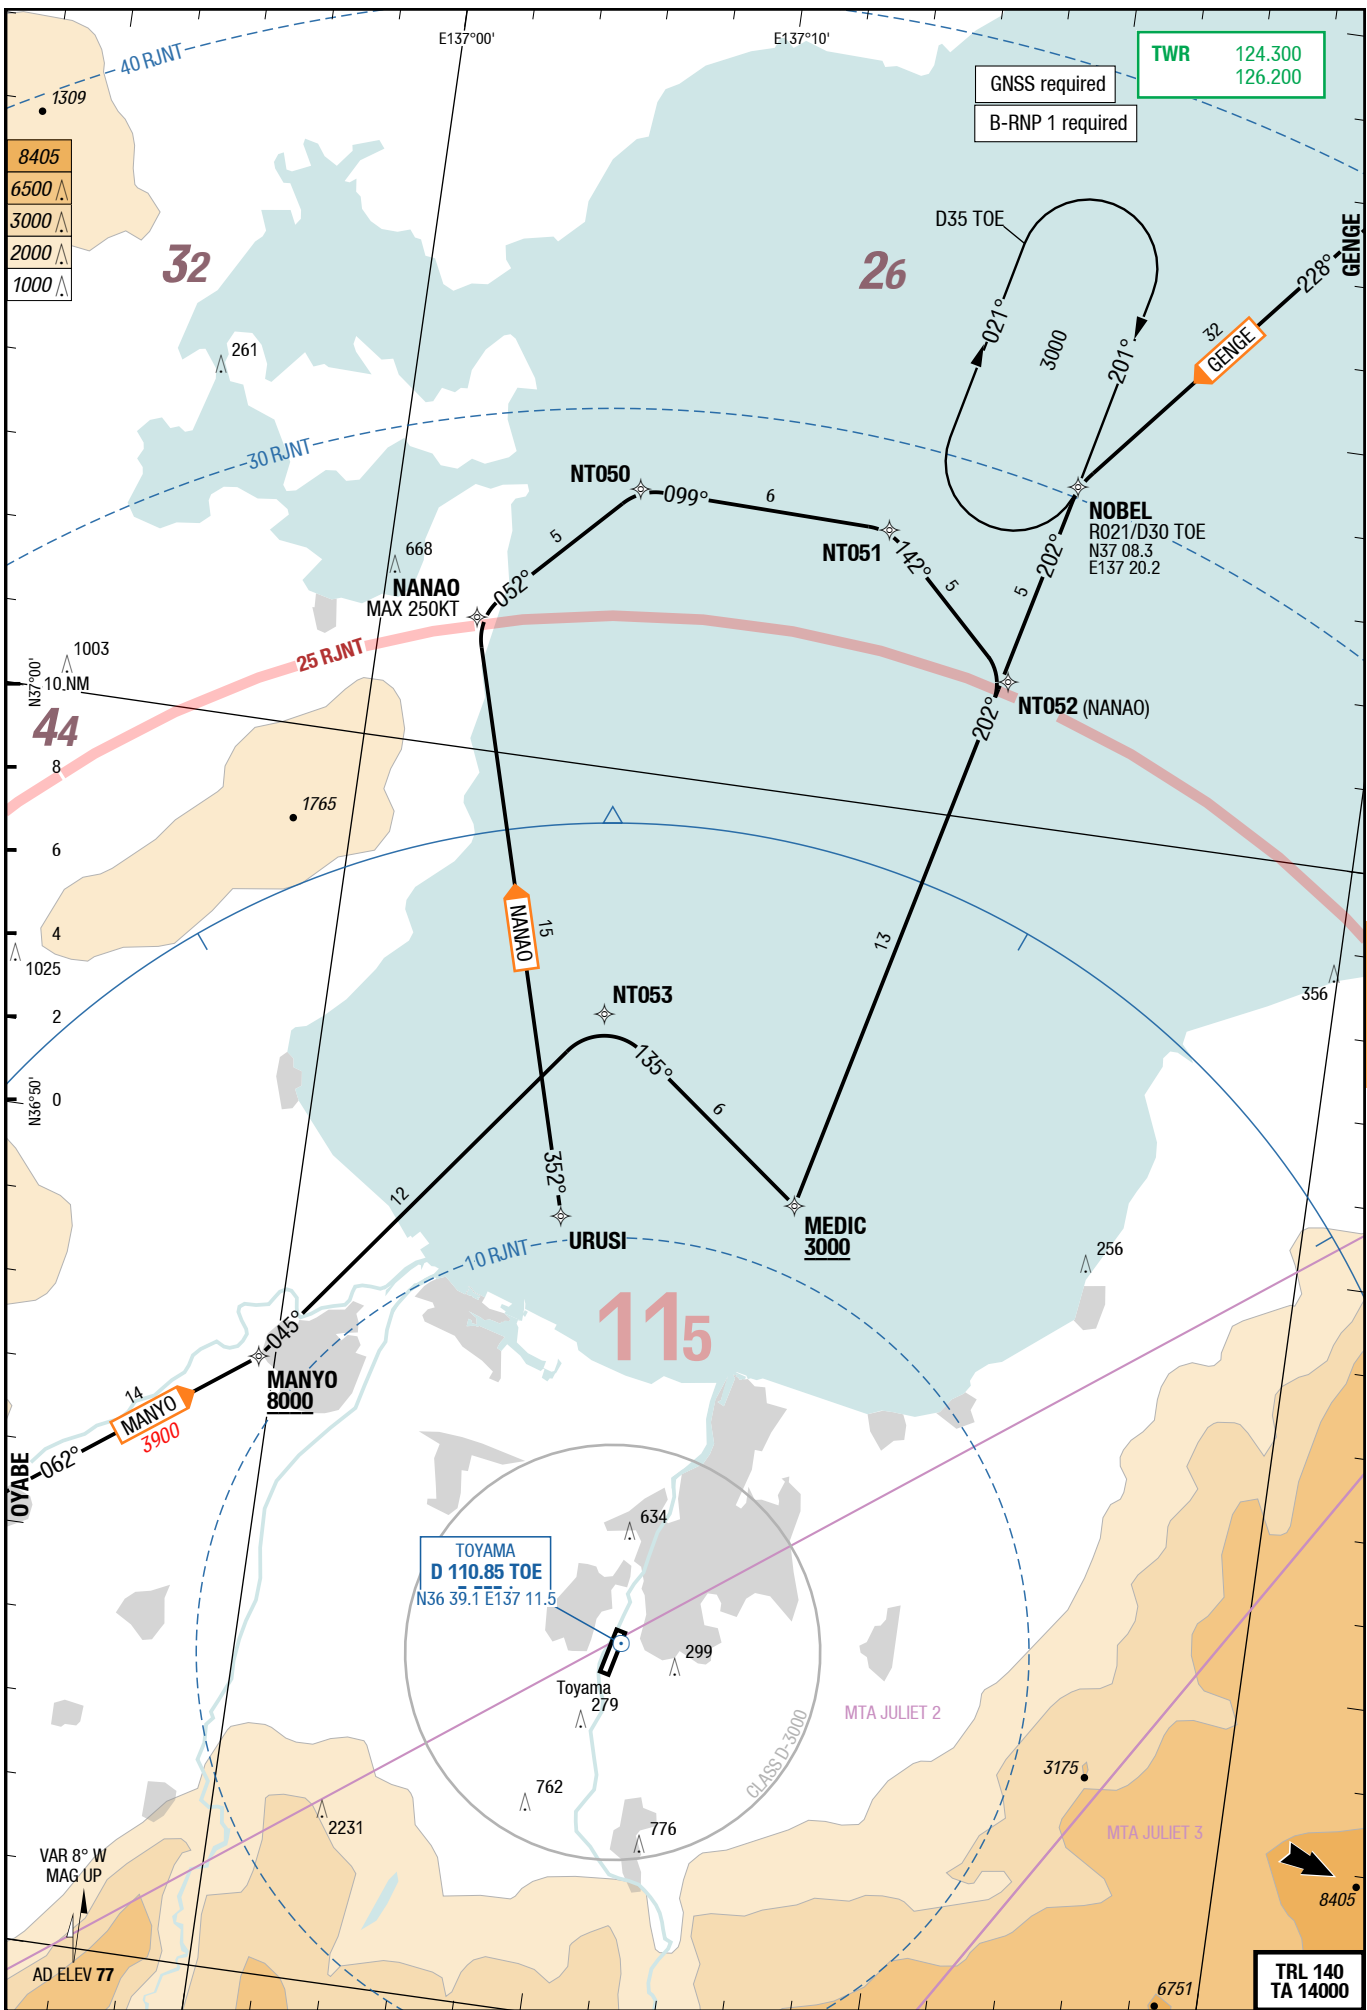 E137°00'
E137°10'
40 RJNT
1309
TWR 124.300
126.200
GNSS required
B-RNP 1 required
8405
6500
3000
2000
1000
32
26
D35 TOE
GENGE
228°
32
GENGE
021°
3000
201°
261
30 RJNT
NT050
099°
6
NOBEL
R021/D30 TOE
N37 08.3
E137 20.2
NT051
142°
5
202°
5
5
052°
668
NANAO
MAX 250KT
25 RJNT
1003
N37°00'
10 NM
44
NT052 (NANAO)
202°
8
1765
6
4
2
0
N36°50'
NANAO
15
13
1025
356
NT053
135°
6
12
352°
URUSI
MEDIC
3000
10 RJNT
256
115
045°
MANYO
8000
14
MANYO
3900
062°
OYABE
634
TOYAMA
D 110.85 TOE
N36 39.1 E137 11.5
299
Toyama
279
MTA JULIET 2
CLASS D-3000
3175
762
776
2231
MTA JULIET 3
VAR 8° W
MAG UP
8405
AD ELEV 77
6751
TRL 140
TA 14000